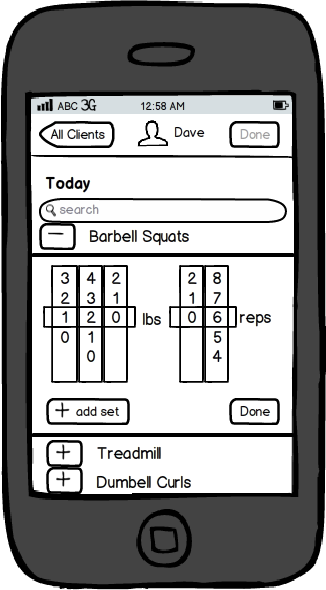 ABC 3G 12:58 AM
All Clients Dave Done
Today
search
− Barbell Squats
3 4 2 2 8
2 3 1 1 7
1 2 0 lbs 0 6 reps
0 1 5
0 4
+ add set Done
+ Treadmill
+ Dumbell Curls